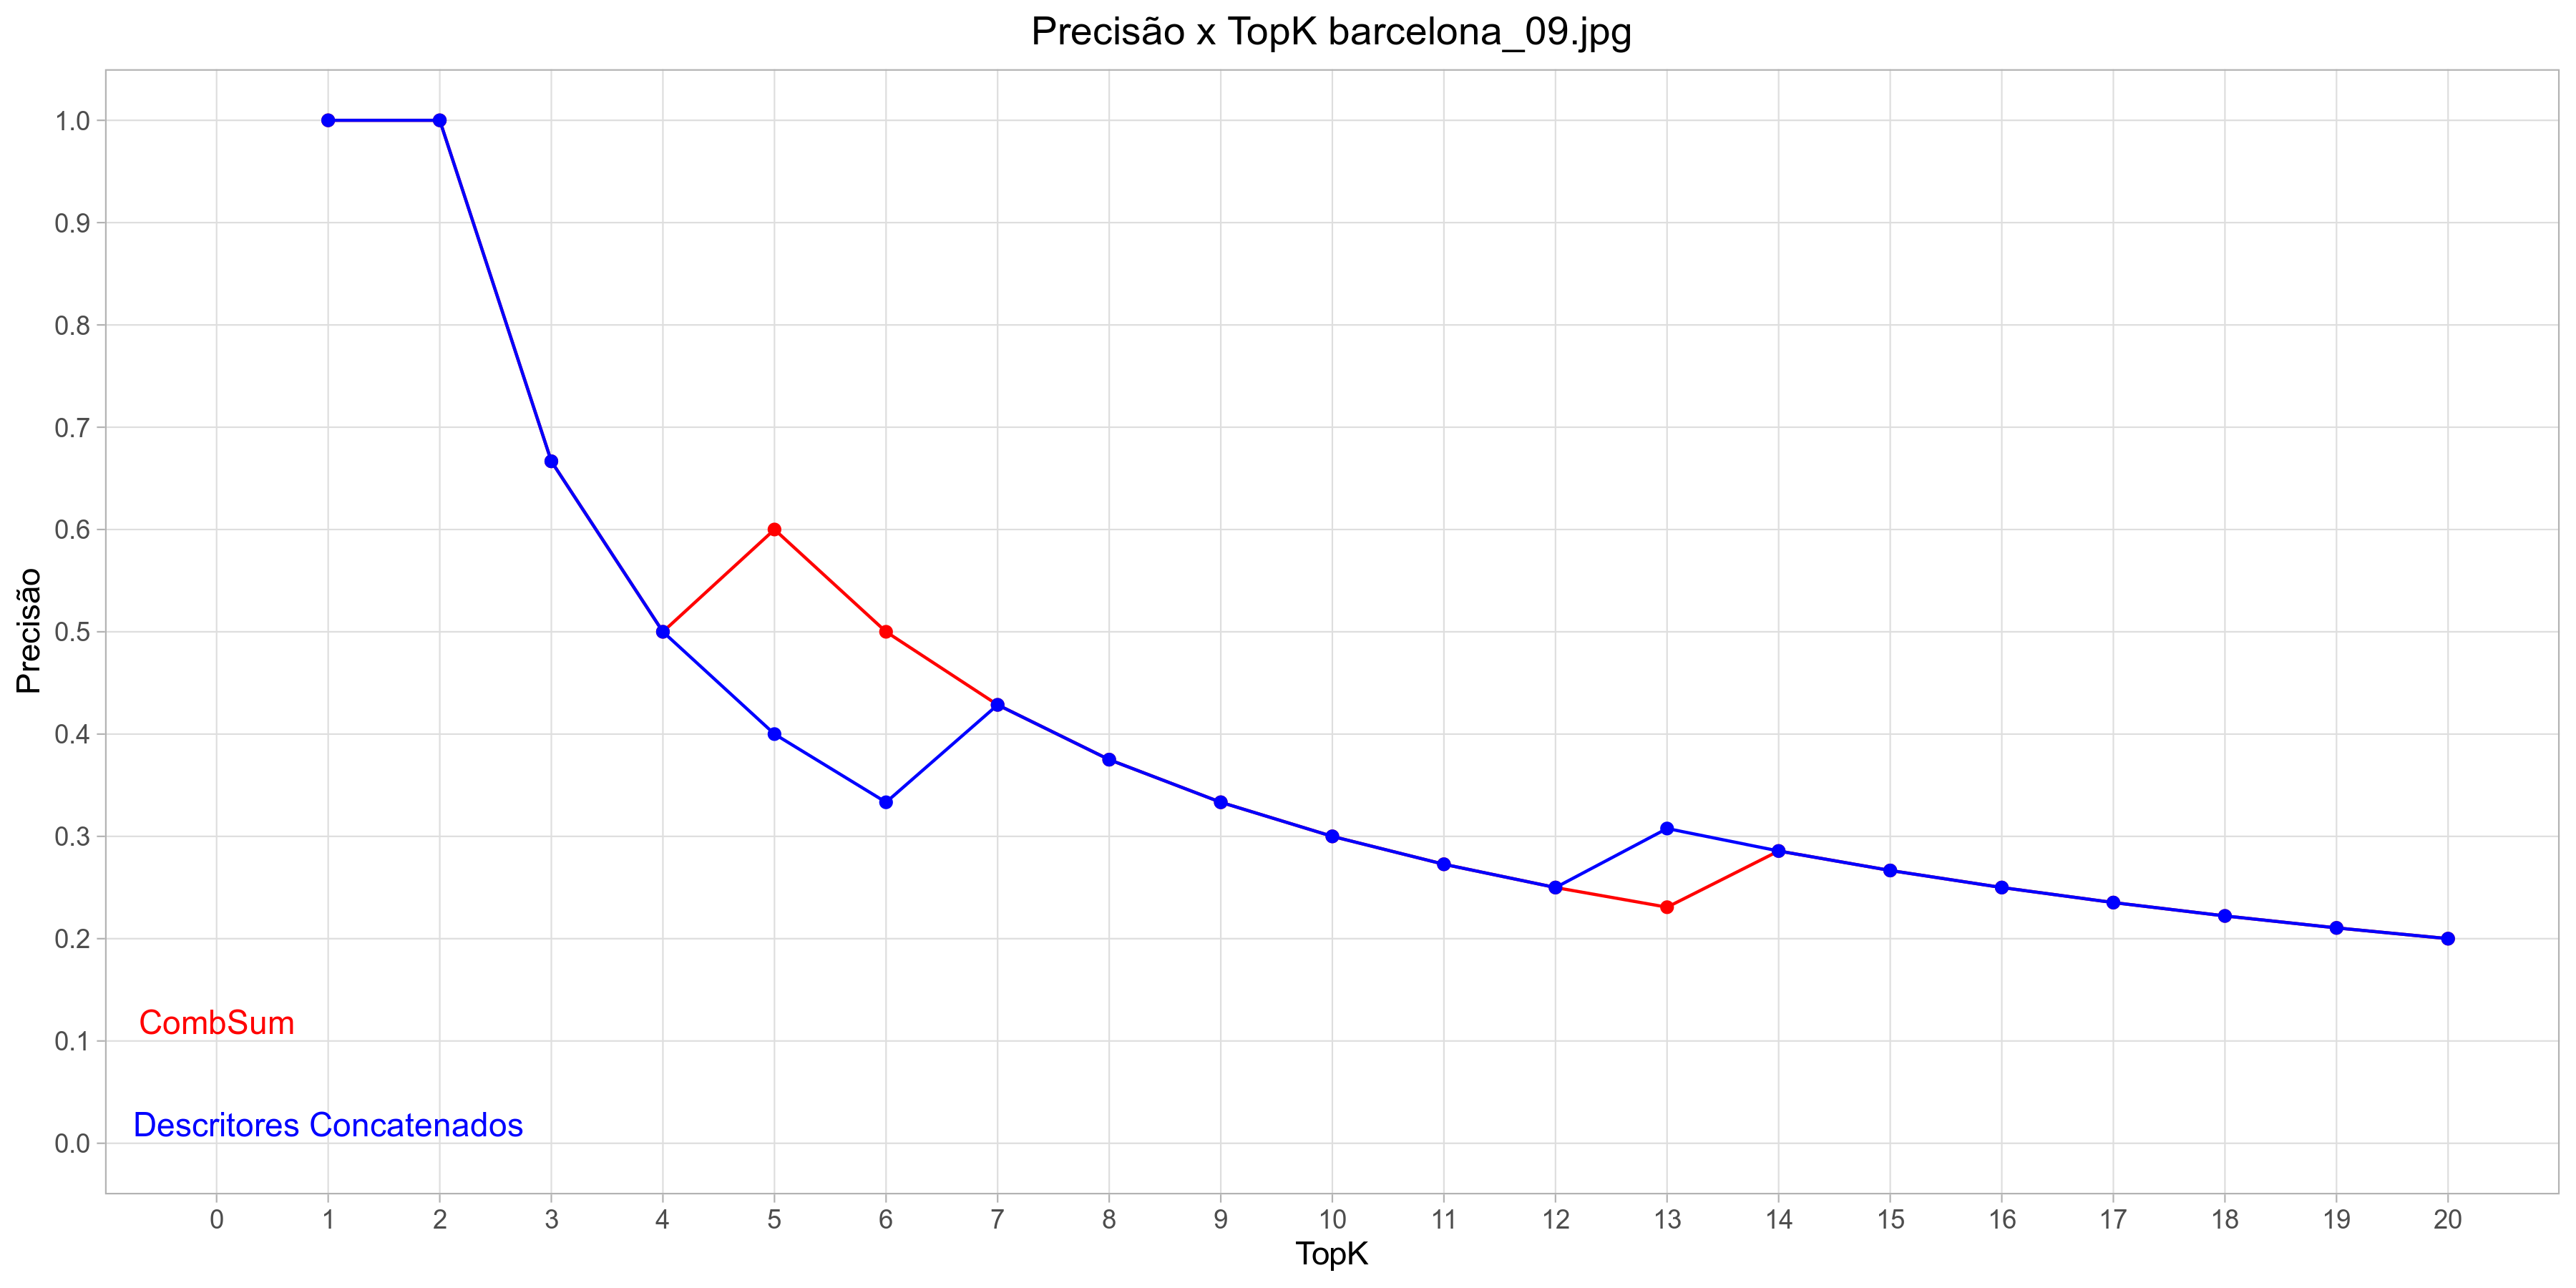 Precisão x TopK barcelona_09.jpg
1.0
0.9
0.8
0.7
0.6
0.5
0.4
0.3
0.2
0.1
0.0
Precisão
CombSum
Descritores Concatenados
0 1 2 3 4 5 6 7 8 9 10 11 12 13 14 15 16 17 18 19 20
TopK